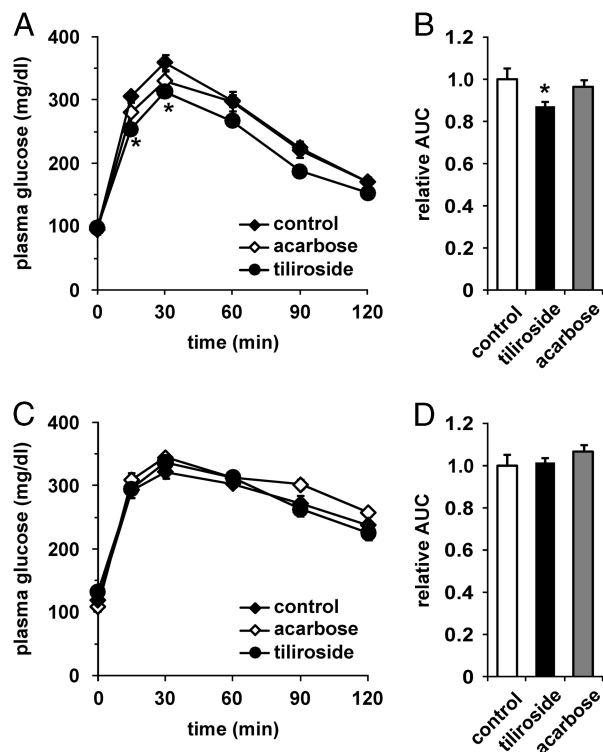 A
plasma glucose (mg/dl)
400
300
200
100
0
*
*
control
acarbose
tiliroside
0 30 60 90 120
time (min)
B
relative AUC
1.2
1.0
0.8
0.6
0.4
0.2
0
*
control
tiliroside
acarbose
C
plasma glucose (mg/dl)
400
300
200
100
0
control
acarbose
tiliroside
0 30 60 90 120
time (min)
D
relative AUC
1.2
1.0
0.8
0.6
0.4
0.2
0
control
tiliroside
acarbose